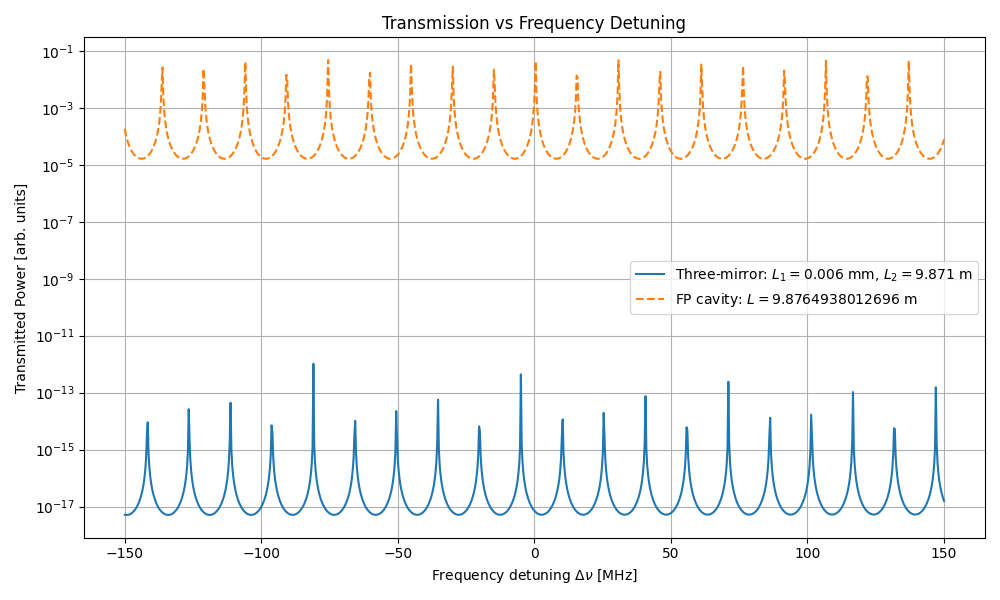 Transmission vs Frequency Detuning
Transmitted Power [arb. units]
10⁻¹
10⁻³
10⁻⁵
10⁻⁷
10⁻⁹
10⁻¹¹
10⁻¹³
10⁻¹⁵
10⁻¹⁷
Three-mirror: L₁ = 0.006 mm, L₂ = 9.871 m
FP cavity: L = 9.8764938012696 m
−150 −100 −50 0 50 100 150
Frequency detuning Δν [MHz]